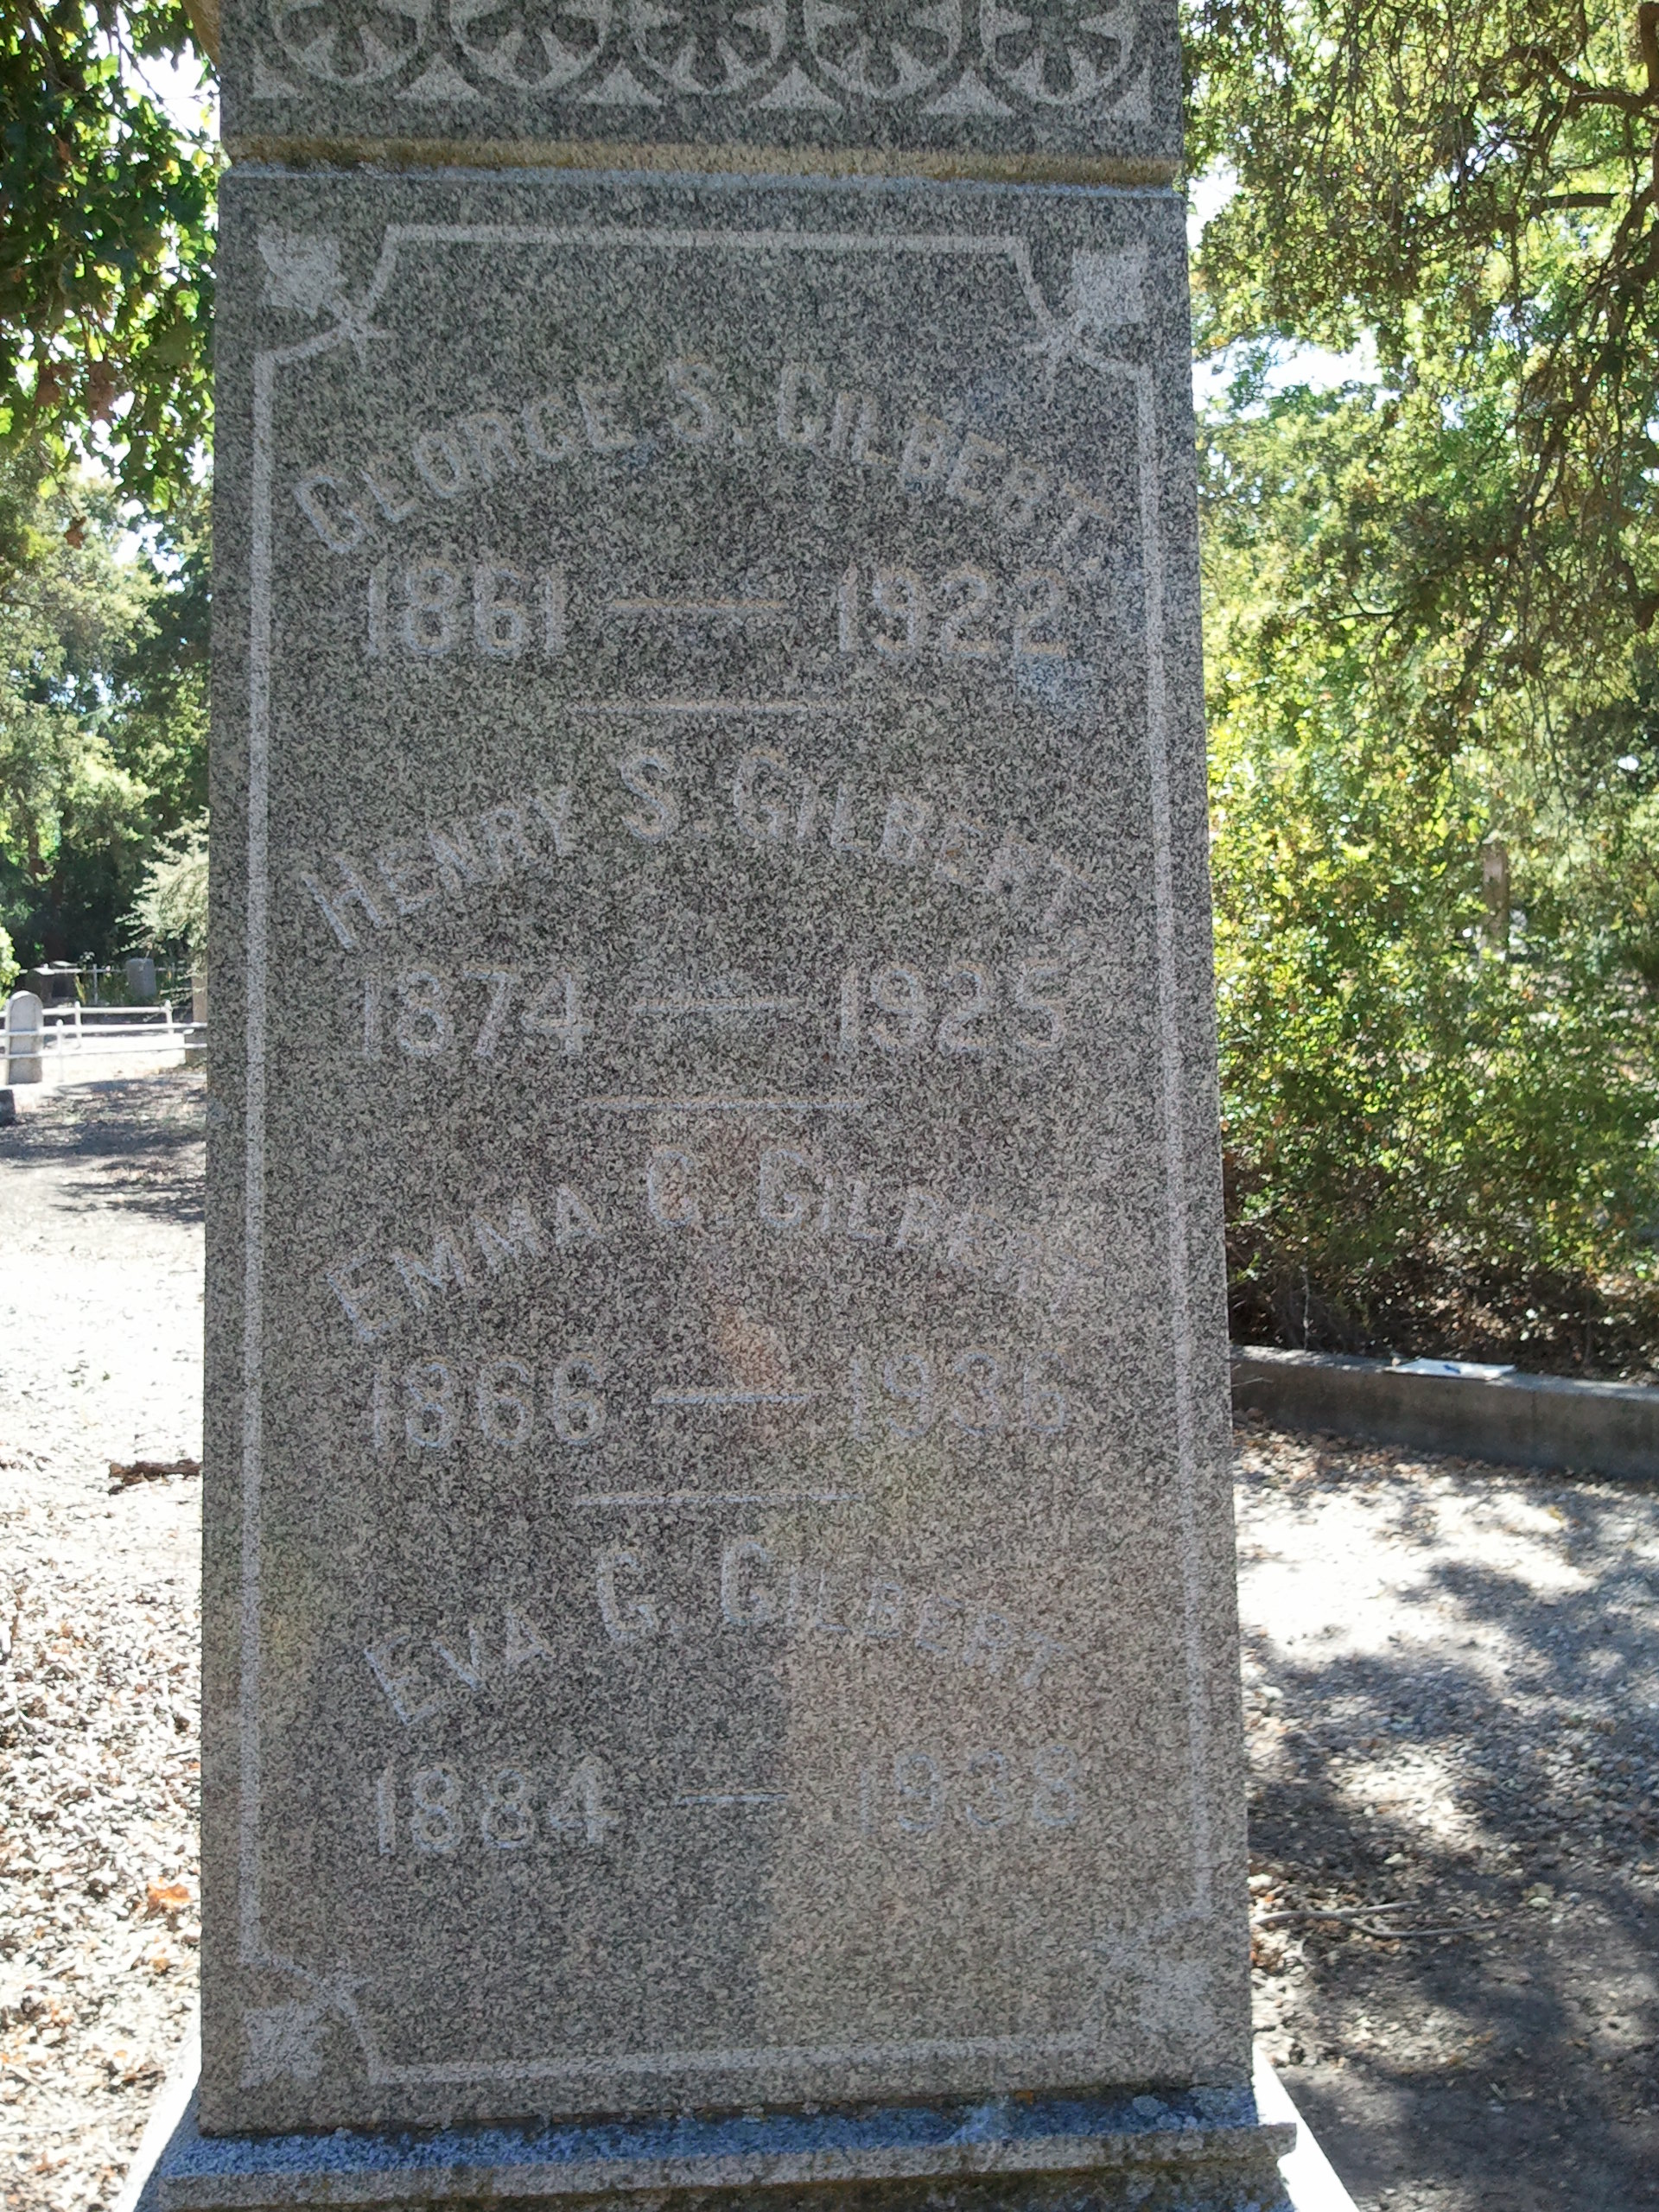 GEORGE S. GILBERT.
1861 — 1922
HENRY S. GILBERT
1874 — 1925
EMMA G. GILBERT
1866 — 1936
EVA G. GILBERT
1884 — 1938